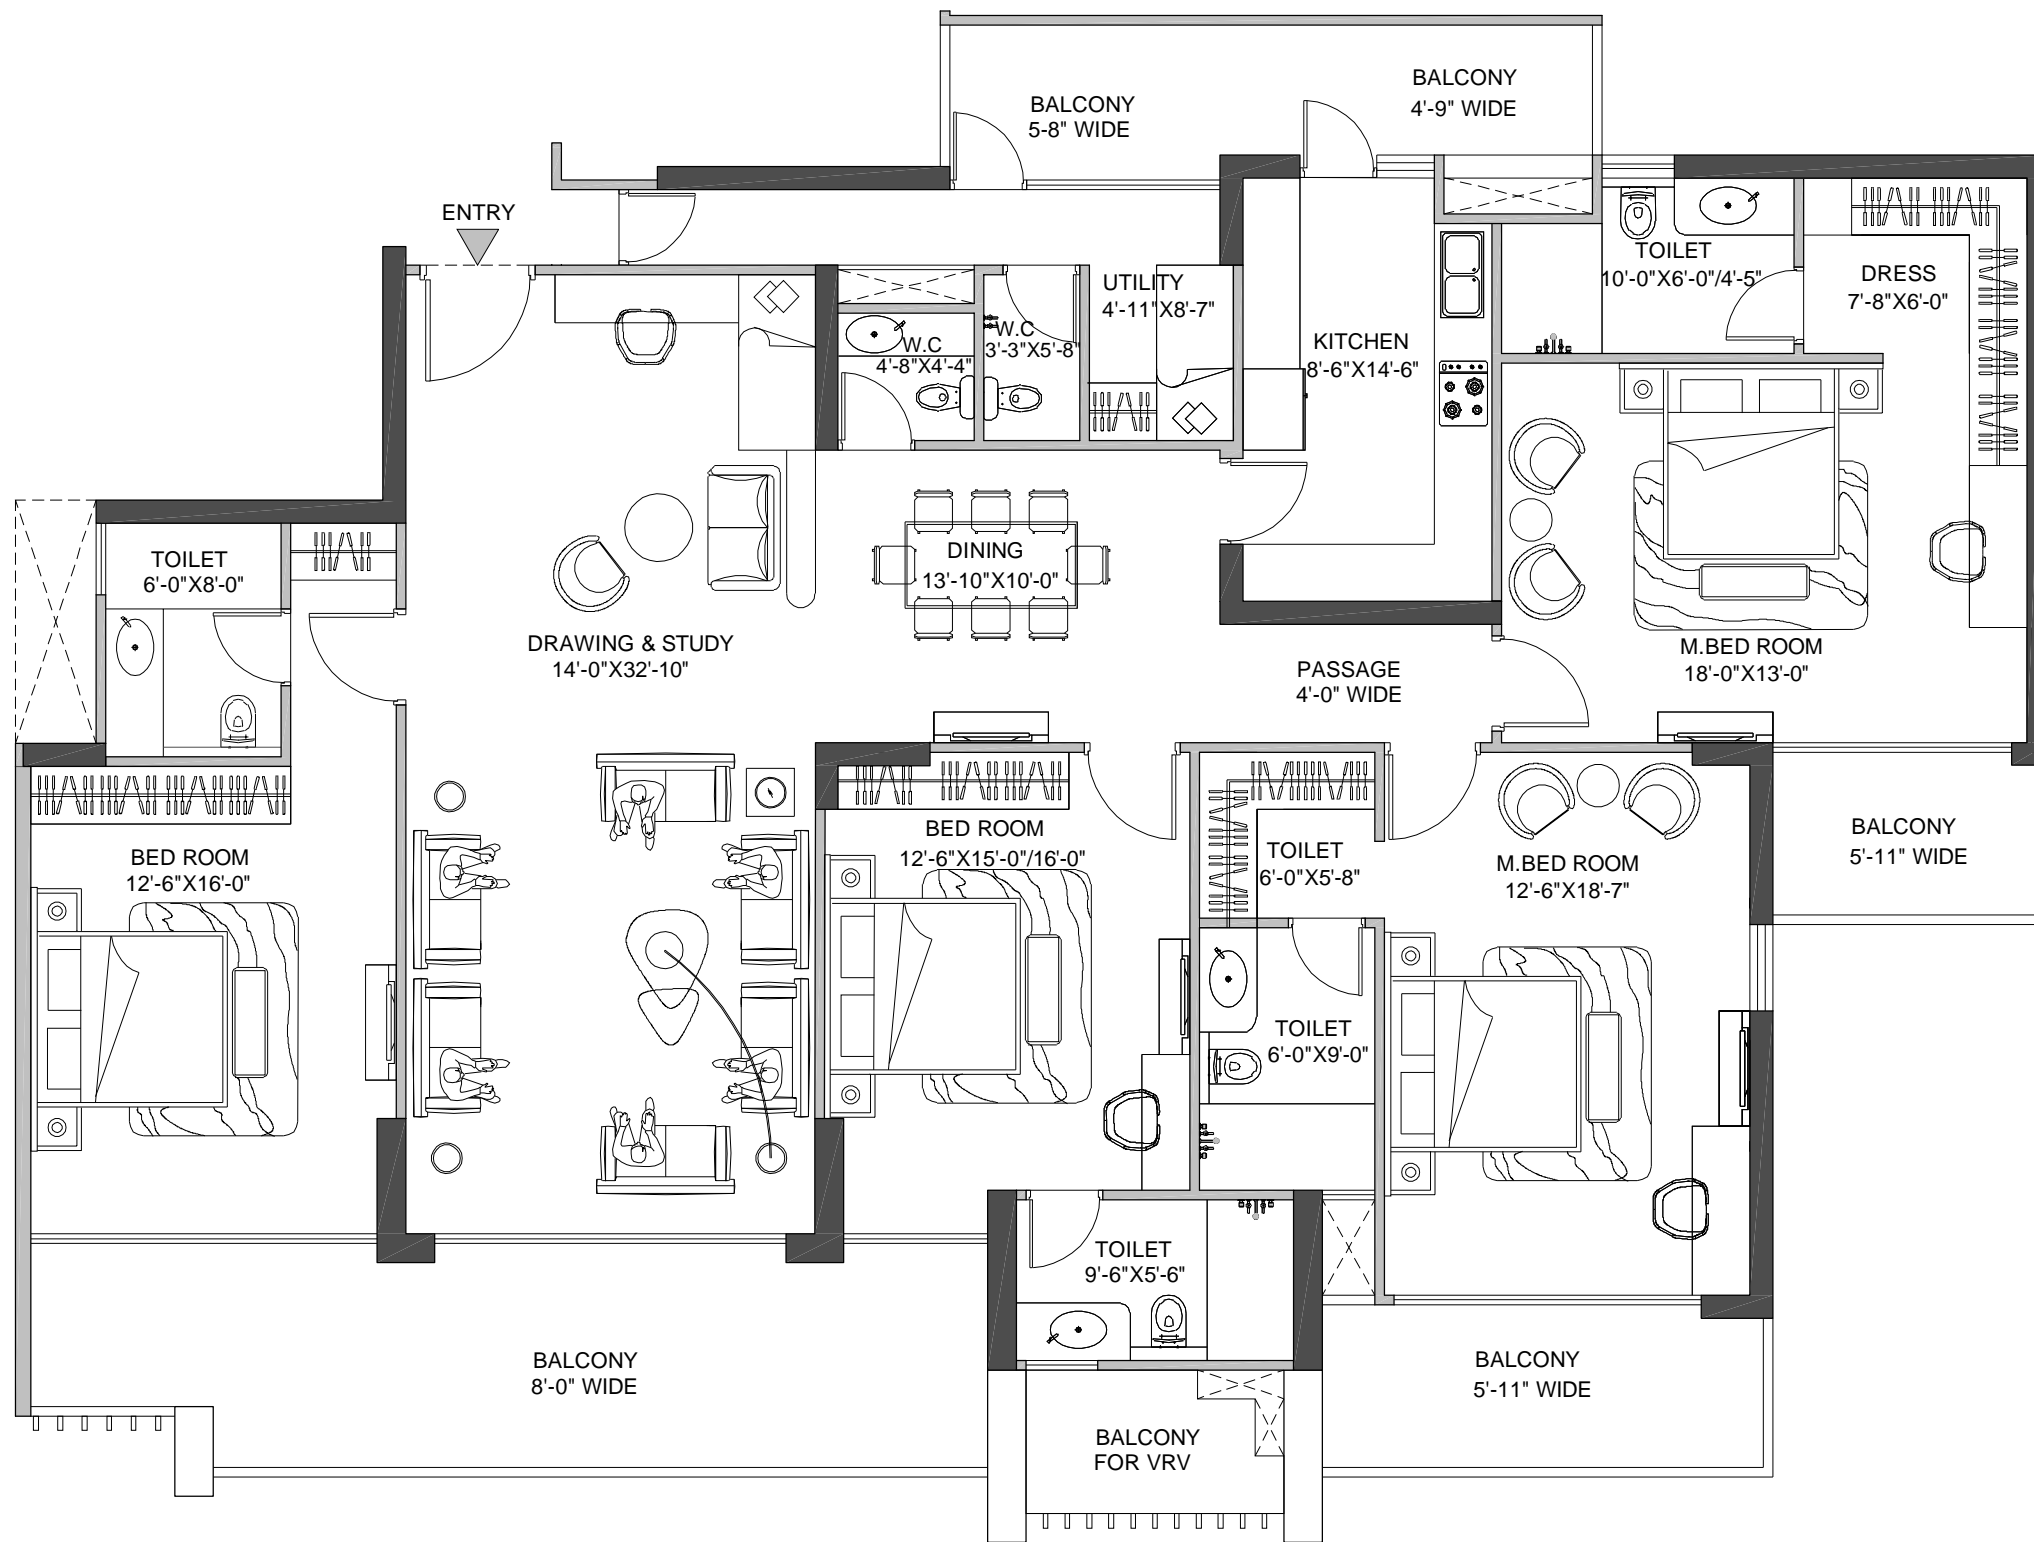 BALCONY
4'-9" WIDE
BALCONY
5-8" WIDE
ENTRY
TOILET
10'-0"X6'-0"/4'-5"
DRESS
7'-8"X6'-0"
UTILITY
4'-11"X8'-7"
W.C
3'-3"X5'-8"
W.C
4'-8"X4'-4"
KITCHEN
8'-6"X14'-6"
TOILET
6'-0"X8'-0"
DINING
13'-10"X10'-0"
DRAWING & STUDY
14'-0"X32'-10"
PASSAGE
4'-0" WIDE
M.BED ROOM
18'-0"X13'-0"
BED ROOM
12'-6"X16'-0"
BED ROOM
12'-6"X15'-0"/16'-0"
TOILET
6'-0"X5'-8"
M.BED ROOM
12'-6"X18'-7"
BALCONY
5'-11" WIDE
TOILET
6'-0"X9'-0"
TOILET
9'-6"X5'-6"
BALCONY
8'-0" WIDE
BALCONY
5'-11" WIDE
BALCONY
FOR VRV